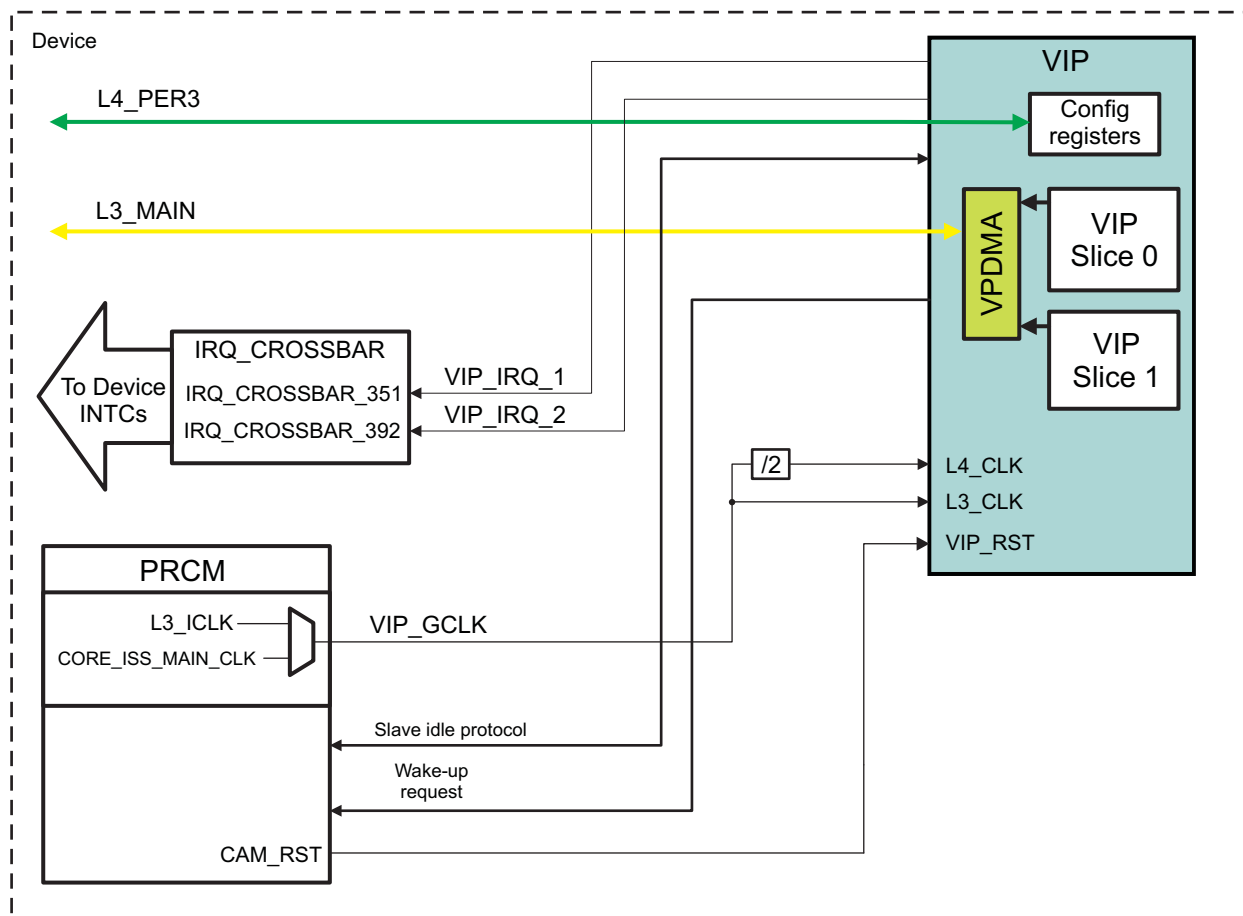 Device
VIP
L4_PER3
Config
registers
L3_MAIN
VPDMA
VIP
Slice 0
VIP
Slice 1
To Device
INTCs
IRQ_CROSSBAR
IRQ_CROSSBAR_351
IRQ_CROSSBAR_392
VIP_IRQ_1
VIP_IRQ_2
/2
L4_CLK
L3_CLK
VIP_RST
PRCM
L3_ICLK
CORE_ISS_MAIN_CLK
VIP_GCLK
Slave idle protocol
Wake-up
request
CAM_RST